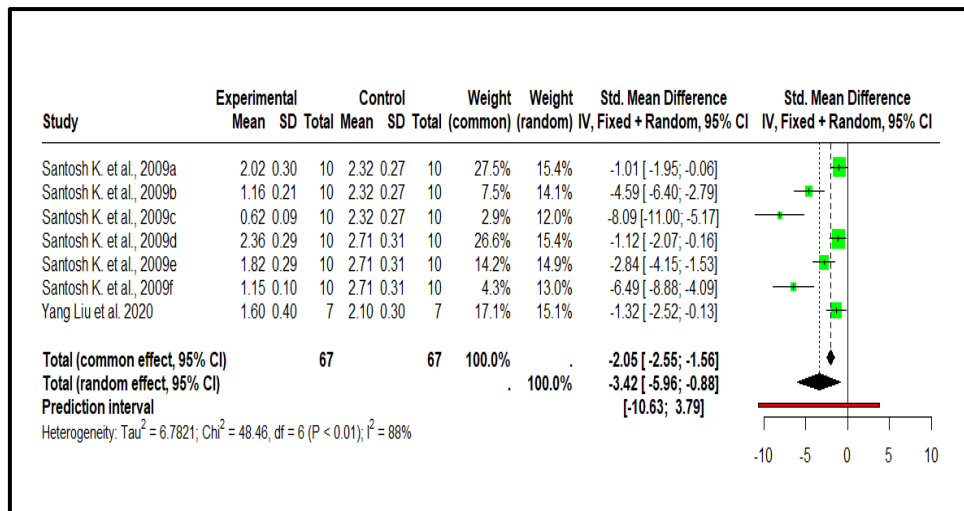 Experimental Control Weight Weight Std. Mean Difference Std. Mean Difference
Study Mean SD Total Mean SD Total (common) (random) IV, Fixed + Random, 95% CI IV, Fixed + Random, 95% CI
Santosh K. et al., 2009a 2.02 0.30 10 2.32 0.27 10 27.5% 15.4% -1.01 [ -1.95; -0.06]
Santosh K. et al., 2009b 1.16 0.21 10 2.32 0.27 10 7.5% 14.1% -4.59 [ -6.40; -2.79]
Santosh K. et al., 2009c 0.62 0.09 10 2.32 0.27 10 2.9% 12.0% -8.09 [-11.00; -5.17]
Santosh K. et al., 2009d 2.36 0.29 10 2.71 0.31 10 26.6% 15.4% -1.12 [ -2.07; -0.16]
Santosh K. et al., 2009e 1.82 0.29 10 2.71 0.31 10 14.2% 14.9% -2.84 [ -4.15; -1.53]
Santosh K. et al., 2009f 1.15 0.10 10 2.71 0.31 10 4.3% 13.0% -6.49 [ -8.88; -4.09]
Yang Liu et al. 2020 1.60 0.40 7 2.10 0.30 7 17.1% 15.1% -1.32 [ -2.52; -0.13]
Total (common effect, 95% CI) 67 67 100.0% . -2.05 [ -2.55; -1.56]
Total (random effect, 95% CI) . 100.0% -3.42 [ -5.96; -0.88]
Prediction interval [-10.63; 3.79]
Heterogeneity: Tau² = 6.7821; Chi² = 48.46, df = 6 (P < 0.01); I² = 88%
-10 -5 0 5 10